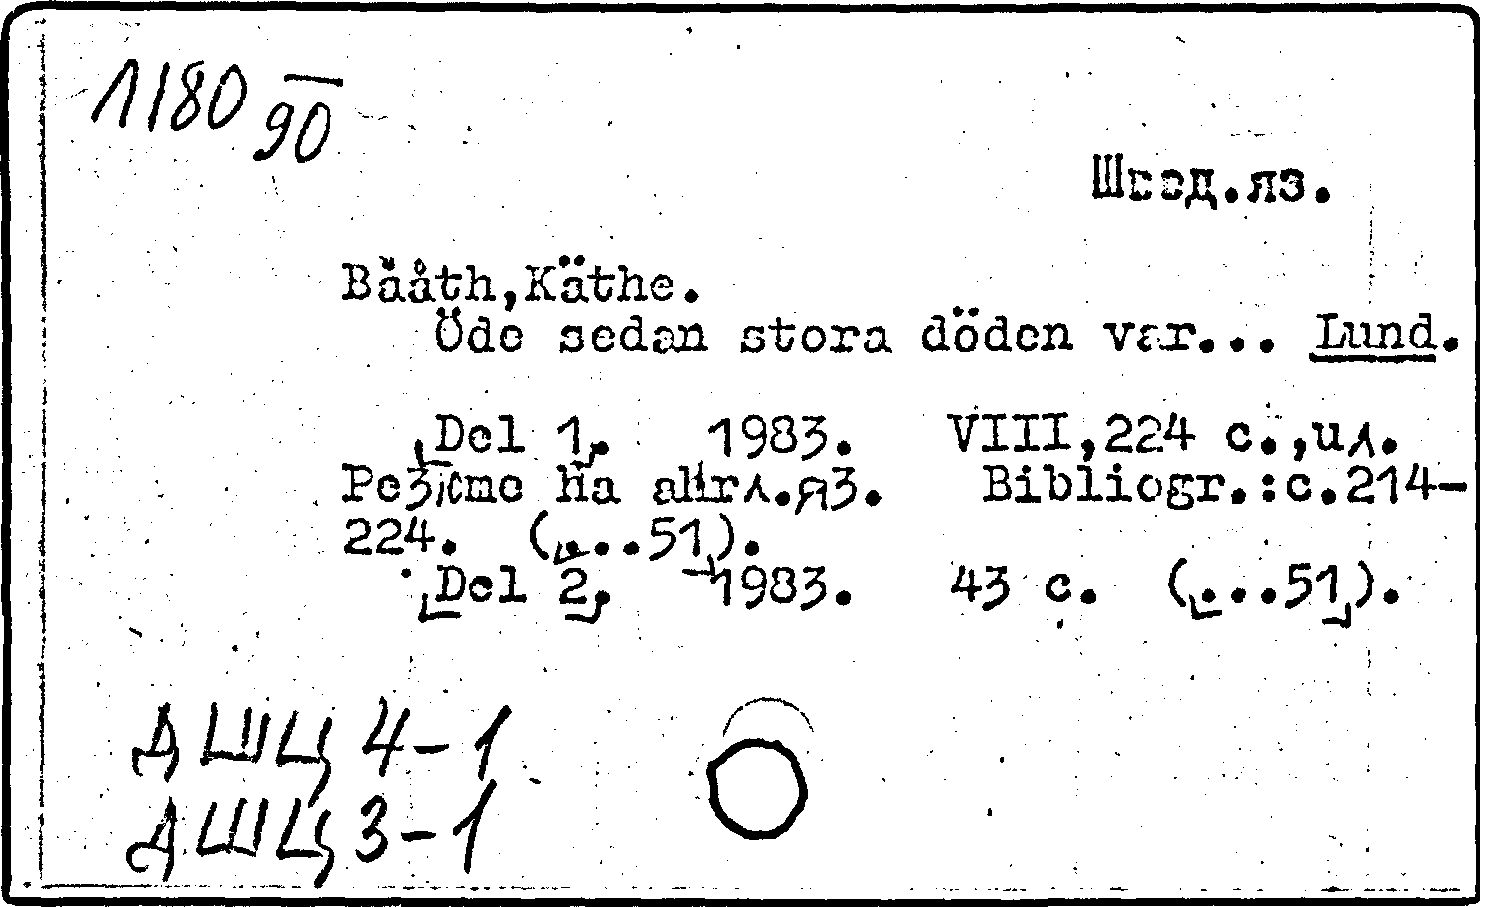 1180
90
Швед.яз.
Bääth,Käthe.
Öde sedan stora döden var... Lund.
Del 1. 1983. VIII,224 с.,ил.
Резюме на англ.яз. Bibliogr.:с.214-
224. (...51).
Del 2. 1983. 43 с. (...51).
ДШЦ 4-1
ДШЦ 3-1